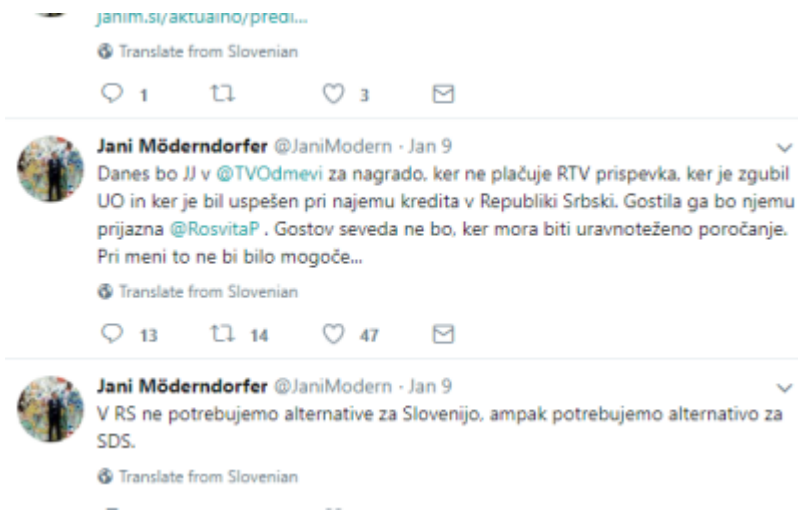 janim.si/aktualno/predl...
Translate from Slovenian
1 3
Jani Möderndorfer @JaniModern · Jan 9
Danes bo JJ v @TVOdmevi za nagrado, ker ne plačuje RTV prispevka, ker je zgubil
UO in ker je bil uspešen pri najemu kredita v Republiki Srbski. Gostila ga bo njemu
prijazna @RosvitaP . Gostov seveda ne bo, ker mora biti uravnoteženo poročanje.
Pri meni to ne bi bilo mogoče...
Translate from Slovenian
13 14 47
Jani Möderndorfer @JaniModern · Jan 9
V RS ne potrebujemo alternative za Slovenijo, ampak potrebujemo alternativo za
SDS.
Translate from Slovenian